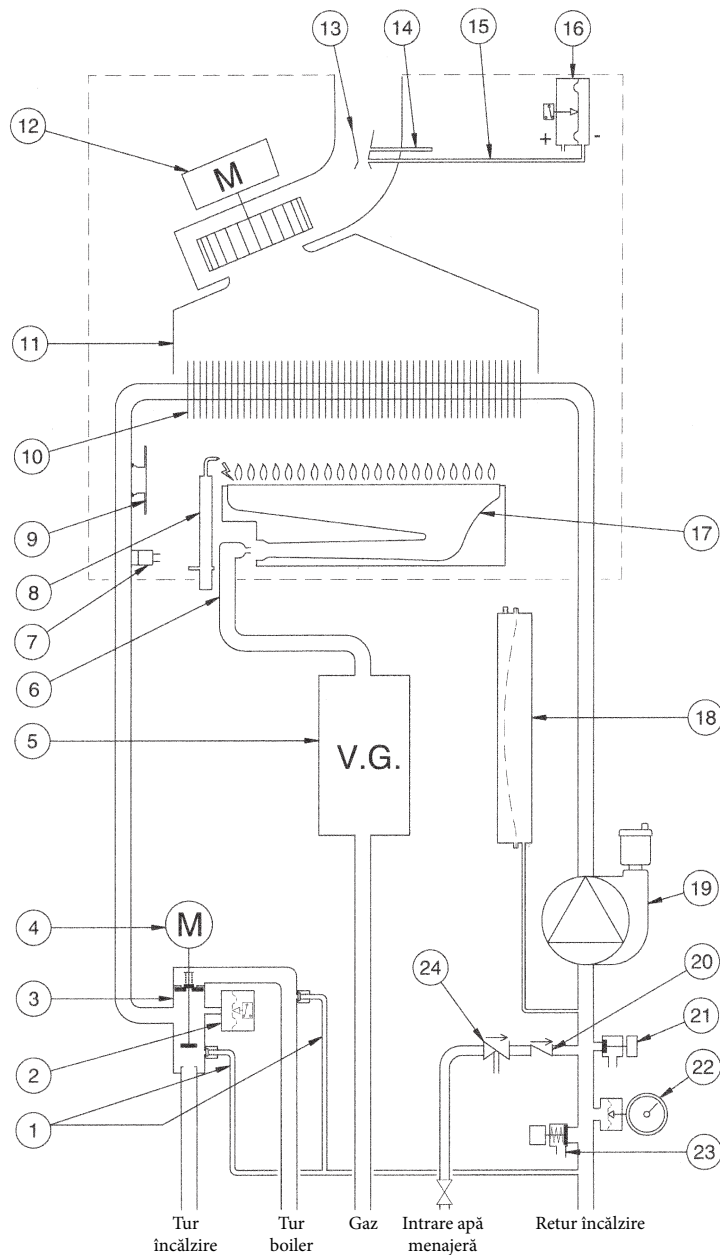 13 14 15 16
12
M
+ -
11
10
9
17
8
7
6
18
5
V.G.
19
4
M
24
20
3
21
2
22
1
23
Tur încălzire
Tur boiler
Gaz
Intrare apă menajeră
Retur încălzire